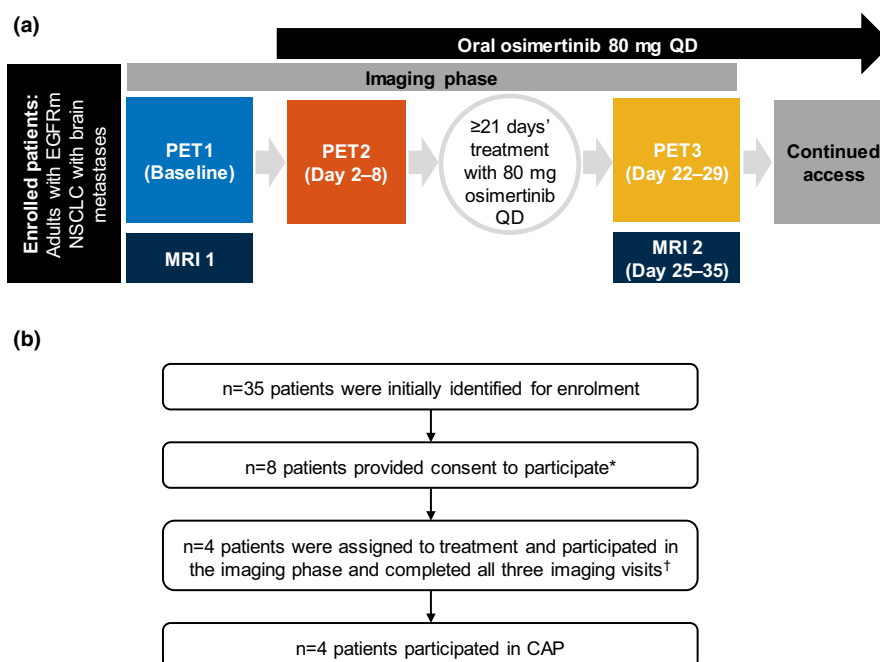 (a)
Oral osimertinib 80 mg QD
Imaging phase
Enrolled patients:
Adults with EGFRm
NSCLC with brain
metastases
PET1
(Baseline)
PET2
(Day 2–8)
≥21 days’
treatment
with 80 mg
osimertinib
QD
PET3
(Day 22–29)
Continued
access
MRI 1
MRI 2
(Day 25–35)
(b)
n=35 patients were initially identified for enrolment
n=8 patients provided consent to participate*
n=4 patients were assigned to treatment and participated in
the imaging phase and completed all three imaging visits†
n=4 patients participated in CAP